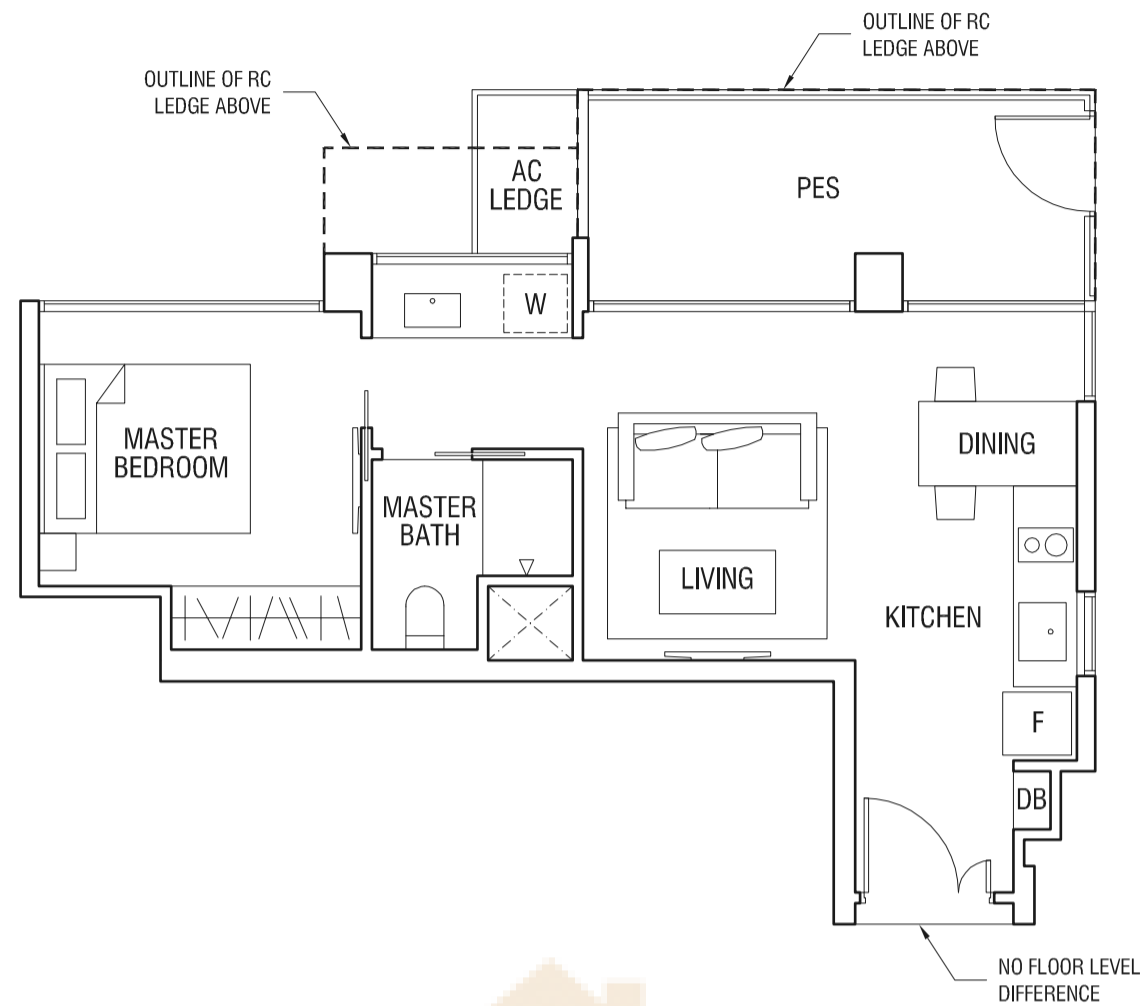 OUTLINE OF RC
LEDGE ABOVE
OUTLINE OF RC
LEDGE ABOVE
AC
LEDGE
PES
W
MASTER
BEDROOM
DINING
MASTER
BATH
LIVING
KITCHEN
F
DB
NO FLOOR LEVEL
DIFFERENCE